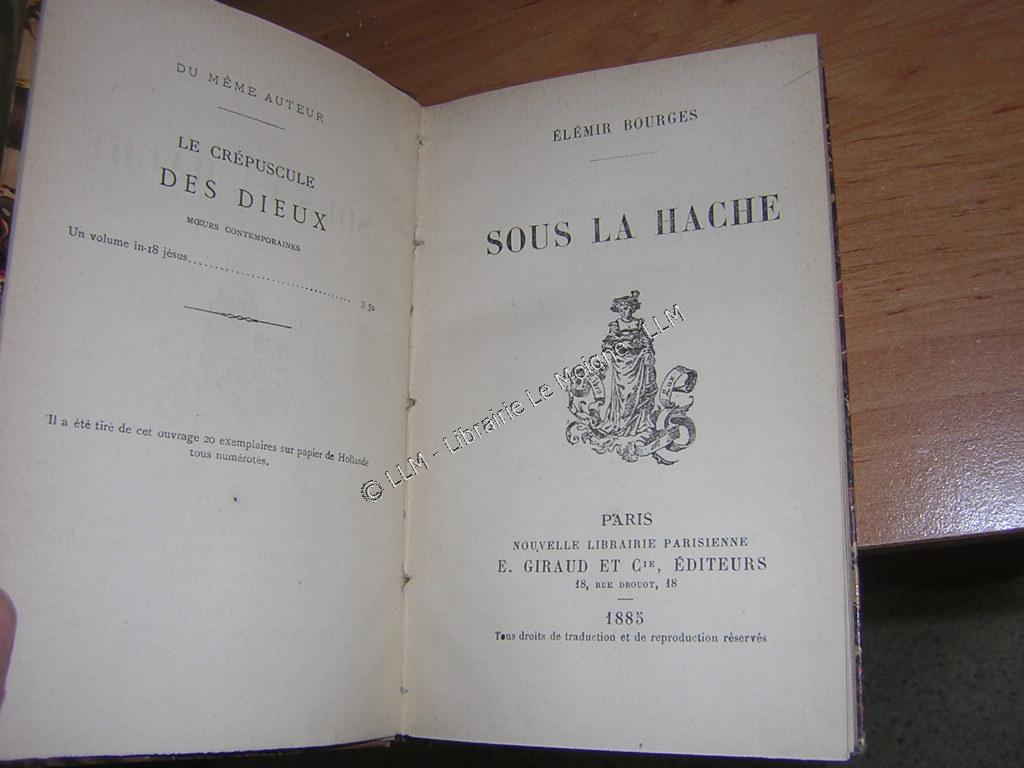 DU MÊME AUTEUR
LE CRÉPUSCULE
DES DIEUX
MŒURS CONTEMPORAINES
Un volume in-18 jésus.............................. 3 50
Il a été tiré de cet ouvrage 20 exemplaires sur papier de Hollande
tous numérotés.
ÉLÉMIR BOURGES
SOUS LA HACHE
PARIS
NOUVELLE LIBRAIRIE PARISIENNE
E. GIRAUD ET CIE, ÉDITEURS
18, RUE DROUOT, 18
1885
Tous droits de traduction et de reproduction réservés
© LLM - Librairie Le Moigne - LLM